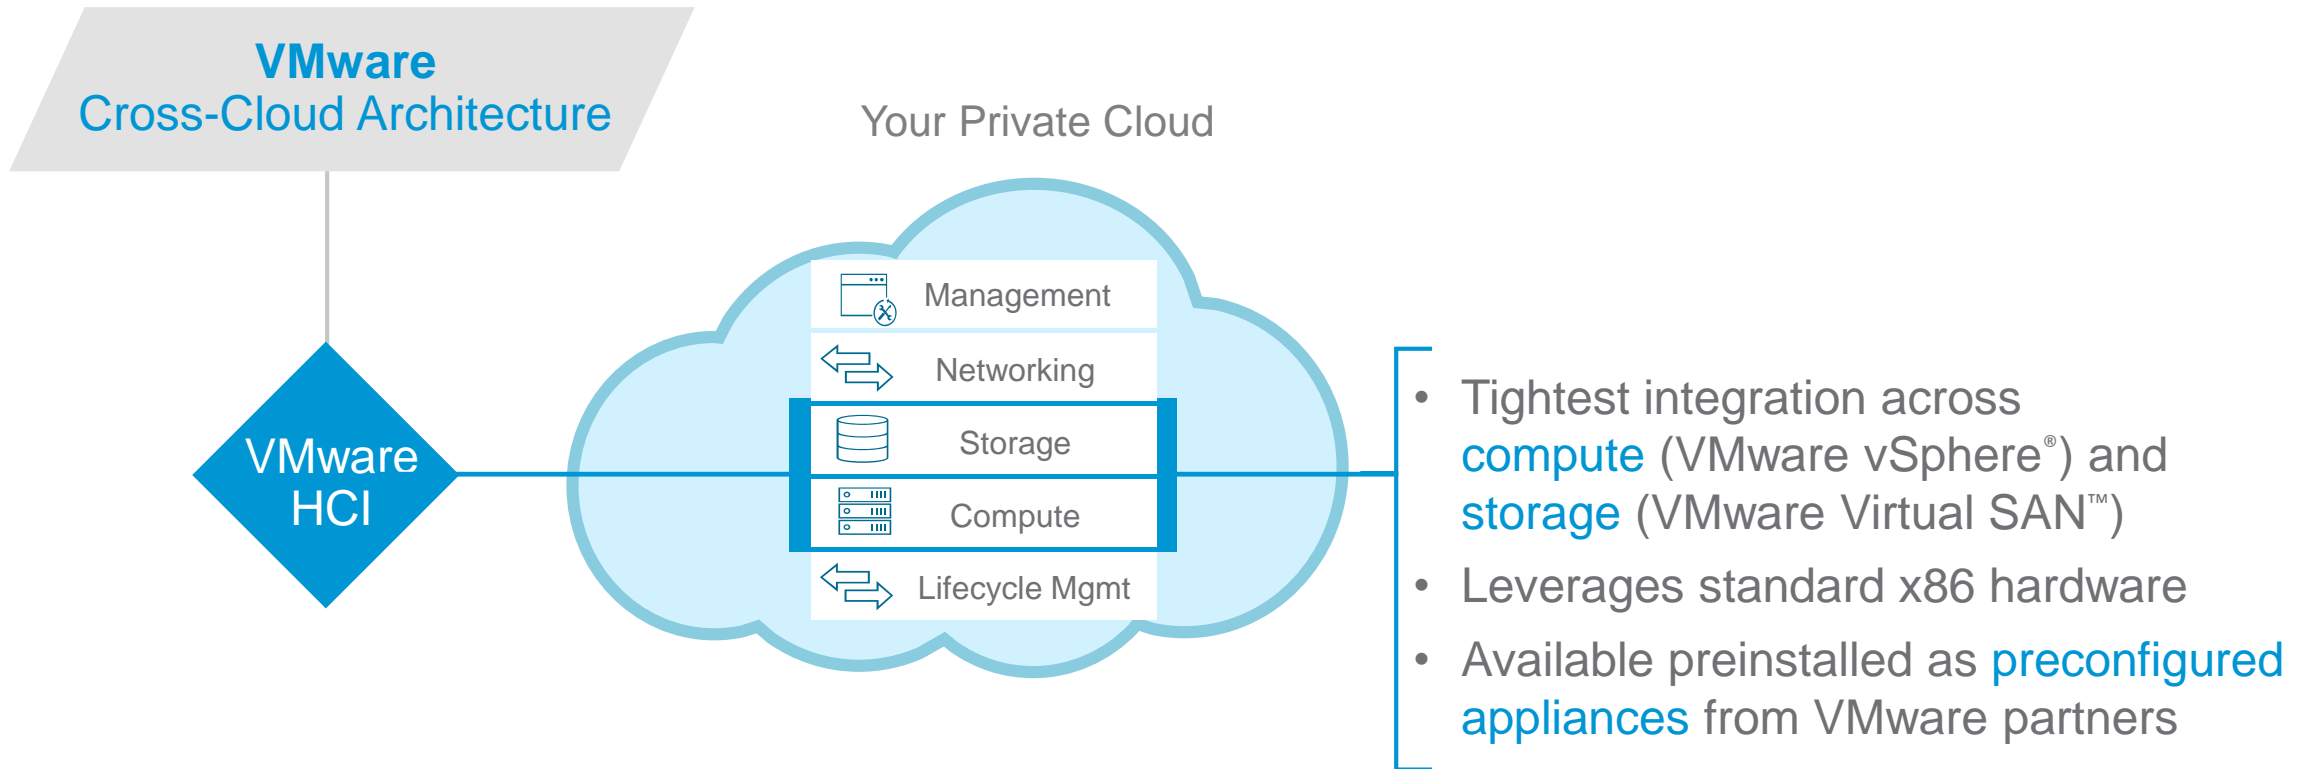 VMware
Cross-Cloud Architecture
Your Private Cloud
Management
Networking
Storage
Compute
Lifecycle Mgmt
VMware
HCI
• Tightest integration across
compute (VMware vSphere®) and
storage (VMware Virtual SAN™)
• Leverages standard x86 hardware
• Available preinstalled as preconfigured
appliances from VMware partners